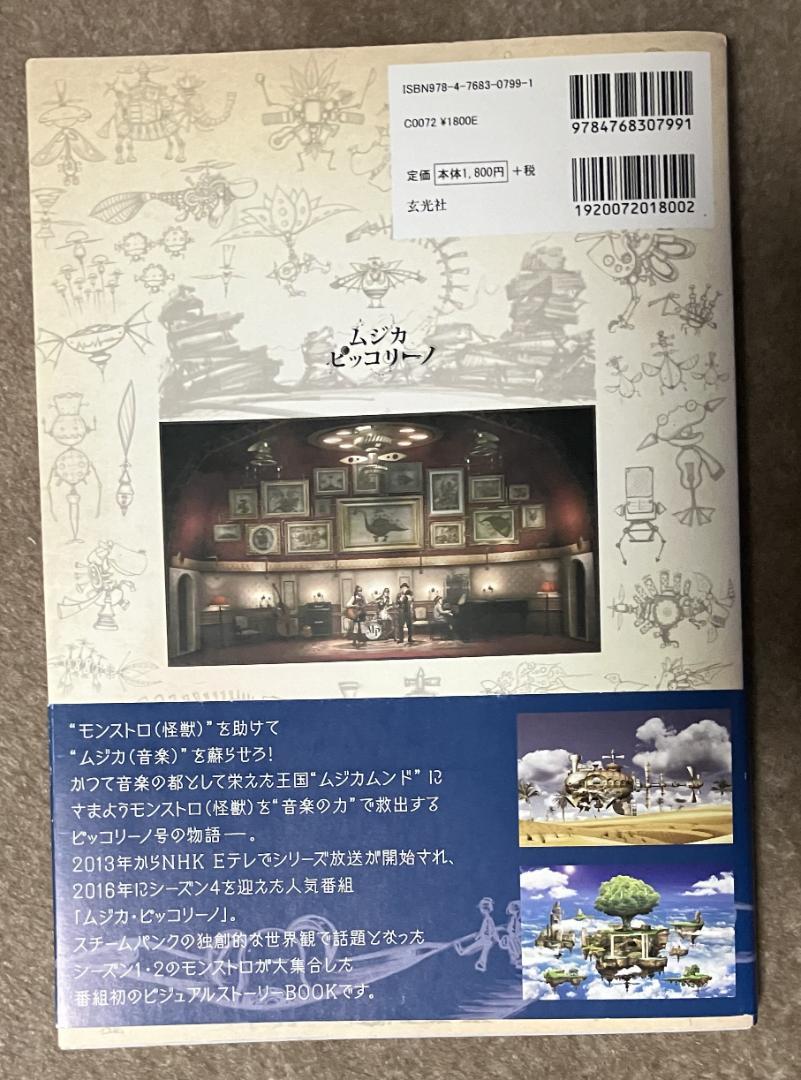 ISBN978-4-7683-0799-1
C0072 ¥1800E
9784768307991
定価 本体1,800円 +税
玄光社
1920072018002
ムジカ
ピッコリーノ
“モンストロ(怪獣)”を助けて
“ムジカ(音楽)”を蘇らせろ!
かつて音楽の都として栄えた王国“ムジカムンド”に
さまようモンストロ(怪獣)を“音楽の力”で救出する
ピッコリーノ号の物語―。
2013年からNHK Eテレでシリーズ放送が開始され、
2016年にシーズン4を迎えた人気番組
「ムジカ・ピッコリーノ」。
スチームパンクの独創的な世界観で話題となった
シーズン1・2のモンストロが大集合した
番組初のビジュアルストーリーBOOKです。